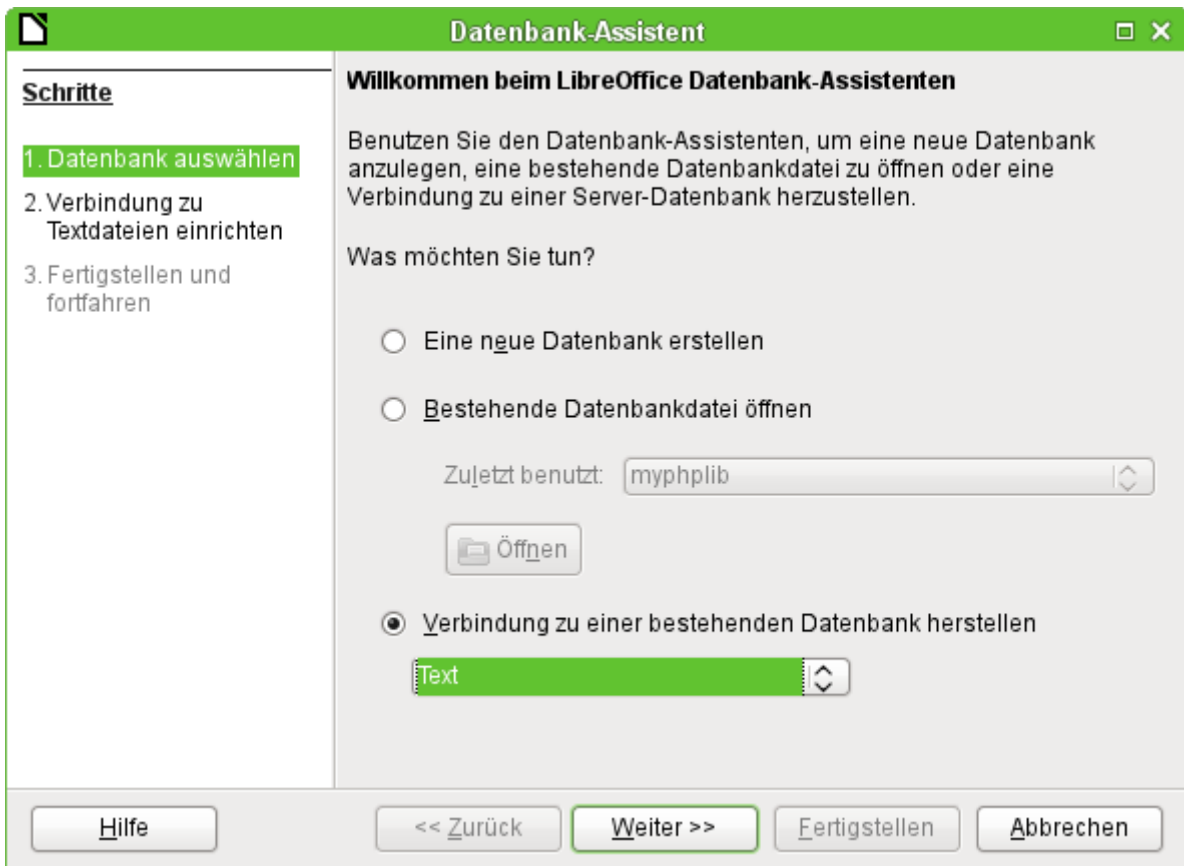 Datenbank-Assistent
Schritte
1. Datenbank auswählen
2. Verbindung zu
Textdateien einrichten
3. Fertigstellen und
fortfahren
Willkommen beim LibreOffice Datenbank-Assistenten
Benutzen Sie den Datenbank-Assistenten, um eine neue Datenbank
anzulegen, eine bestehende Datenbankdatei zu öffnen oder eine
Verbindung zu einer Server-Datenbank herzustellen.
Was möchten Sie tun?
Eine neue Datenbank erstellen
Bestehende Datenbankdatei öffnen
Zuletzt benutzt: myphplib
Öffnen
Verbindung zu einer bestehenden Datenbank herstellen
Text
Hilfe << Zurück Weiter >> Fertigstellen Abbrechen